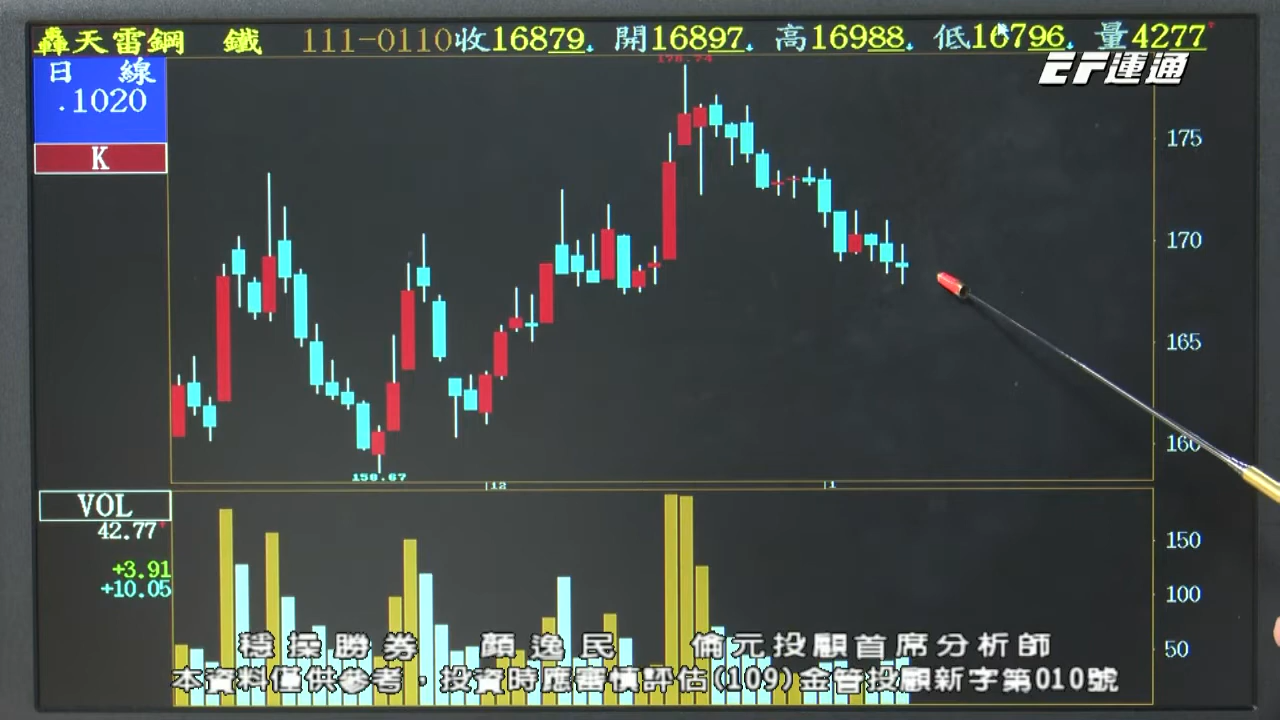 轟天雷鋼 鐵 111-0110收16879. 開16897. 高16988. 低16796. 量4277
EF運通
日 線
.1020
K
178.74
175
170
165
160
158.67
12
1
VOL
42.77
+3.91
+10.05
150
100
50
穩操勝券 顏逸民 倫元投顧首席分析師
本資料僅供參考,投資時應審慎評估(109)金管投顧新字第010號